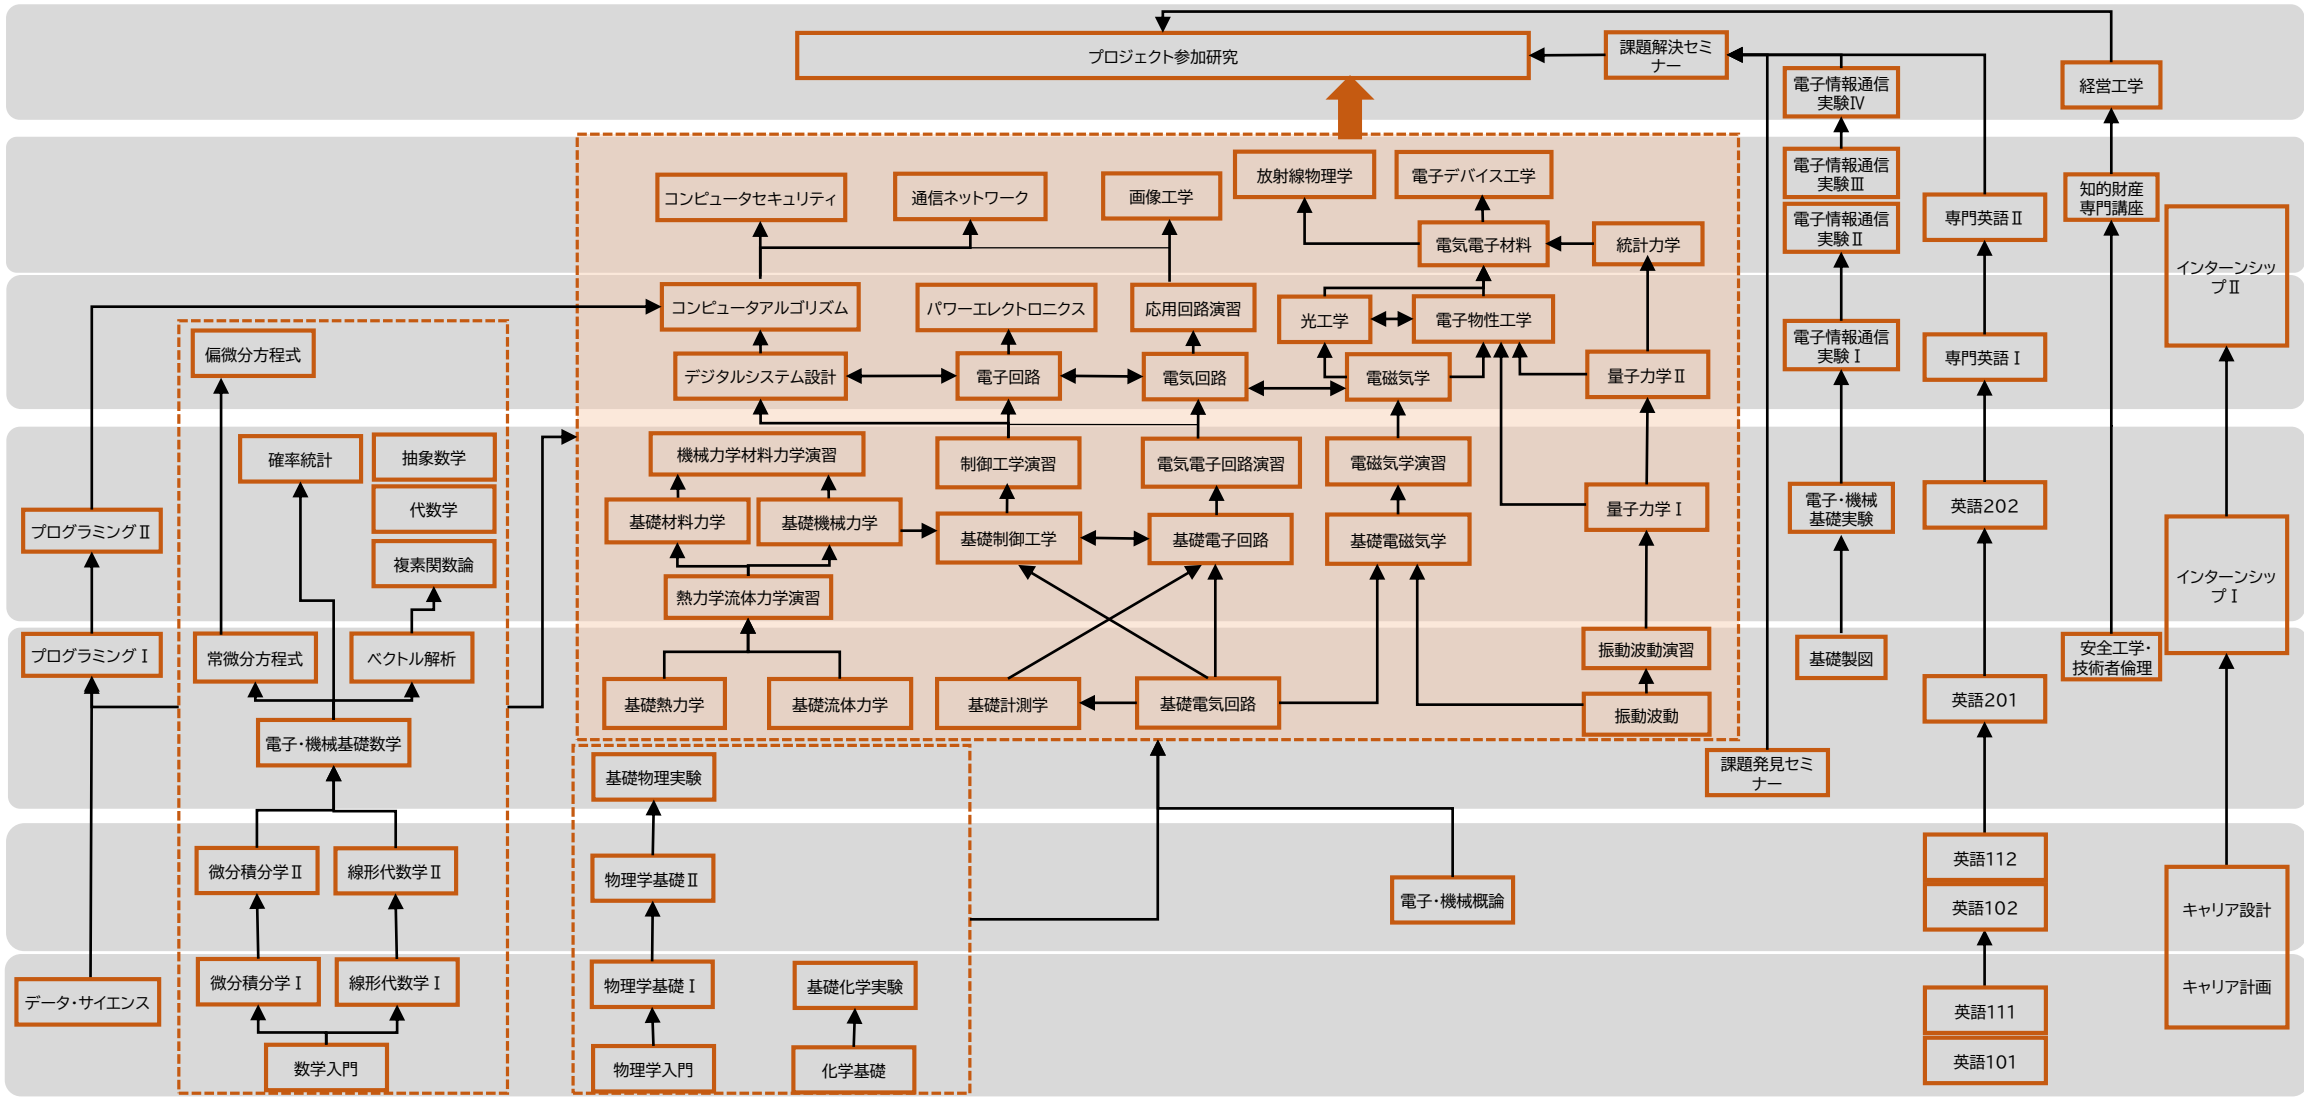 プロジェクト参加研究
課題解決セミ
ナー
電子情報通信
実験Ⅳ
経営工学
コンピュータセキュリティ
通信ネットワーク
画像工学
放射線物理学
電子デバイス工学
電気電子材料
統計力学
電子情報通信
実験Ⅲ
電子情報通信
実験Ⅱ
専門英語Ⅱ
知的財産
専門講座
インターンシッ
プⅡ
コンピュータアルゴリズム
パワーエレクトロニクス
応用回路演習
光工学
電子物性工学
電子情報通信
実験Ⅰ
専門英語Ⅰ
偏微分方程式
デジタルシステム設計
電子回路
電気回路
電磁気学
量子力学Ⅱ
確率統計
抽象数学
代数学
複素関数論
プログラミングⅡ
機械力学材料力学演習
制御工学演習
電気電子回路演習
電磁気学演習
基礎材料力学
基礎機械力学
基礎制御工学
基礎電子回路
基礎電磁気学
量子力学Ⅰ
電子・機械
基礎実験
英語202
インターンシッ
プⅠ
熱力学流体力学演習
プログラミングⅠ
常微分方程式
ベクトル解析
振動波動演習
基礎製図
安全工学・
技術者倫理
基礎熱力学
基礎流体力学
基礎計測学
基礎電気回路
振動波動
英語201
電子・機械基礎数学
基礎物理実験
課題発見セミ
ナー
微分積分学Ⅱ
線形代数学Ⅱ
物理学基礎Ⅱ
電子・機械概論
英語112
英語102
キャリア設計
データ・サイエンス
微分積分学Ⅰ
線形代数学Ⅰ
物理学基礎Ⅰ
基礎化学実験
キャリア計画
英語111
英語101
数学入門
物理学入門
化学基礎